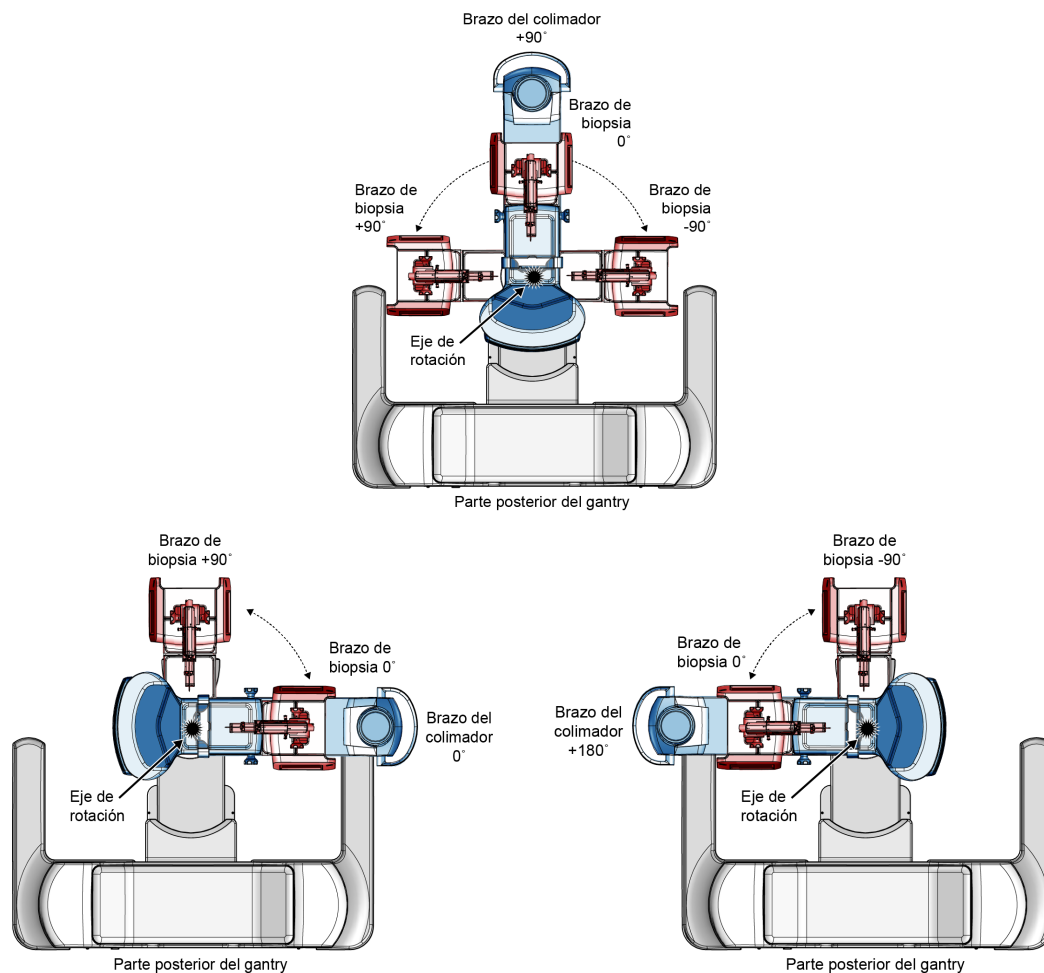 Brazo del colimador
+90˚
Brazo de
biopsia
0˚
Brazo de
biopsia
+90˚
Brazo de
biopsia
-90˚
Eje de
rotación
Parte posterior del gantry
Brazo de
biopsia +90˚
Brazo de
biopsia 0˚
Brazo del
colimador
0˚
Eje de
rotación
Parte posterior del gantry
Brazo de
biopsia -90˚
Brazo de
biopsia 0˚
Brazo del
colimador
+180˚
Eje de
rotación
Parte posterior del gantry